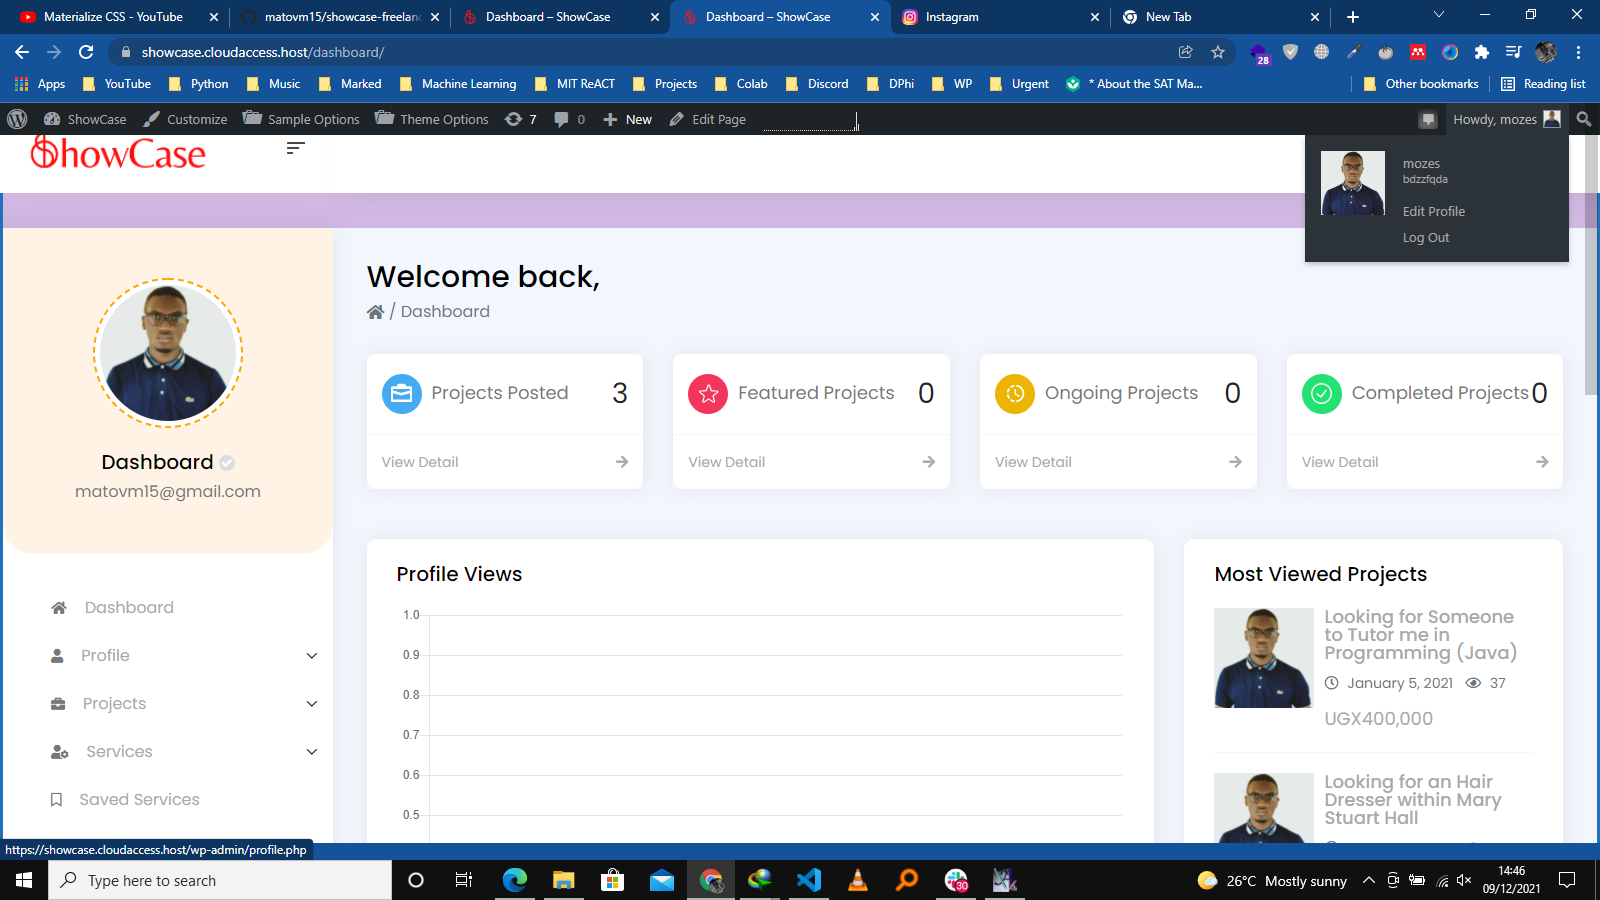 Materialize CSS - YouTube
matovm15/showcase-freelan
Dashboard – ShowCase
Dashboard – ShowCase
Instagram
New Tab
showcase.cloudaccess.host/dashboard/
28
Apps
YouTube
Python
Music
Marked
Machine Learning
MIT ReACT
Projects
Colab
Discord
DPhi
WP
Urgent
* About the SAT Ma...
Other bookmarks
Reading list
ShowCase
Customize
Sample Options
Theme Options
7
0
New
Edit Page
Howdy, mozes
ShowCase
mozes
bdzzfqda
Edit Profile
Log Out
Welcome back,
/ Dashboard
Dashboard
matovm15@gmail.com
Projects Posted 3
View Detail
Featured Projects 0
View Detail
Ongoing Projects 0
View Detail
Completed Projects 0
View Detail
Dashboard
Profile
Projects
Services
Saved Services
Profile Views
1.0
0.9
0.8
0.7
0.6
0.5
Most Viewed Projects
Looking for Someone
to Tutor me in
Programming (Java)
January 5, 2021 37
UGX400,000
Looking for an Hair
Dresser within Mary
Stuart Hall
https://showcase.cloudaccess.host/wp-admin/profile.php
Type here to search
30
26°C Mostly sunny
14:46
09/12/2021